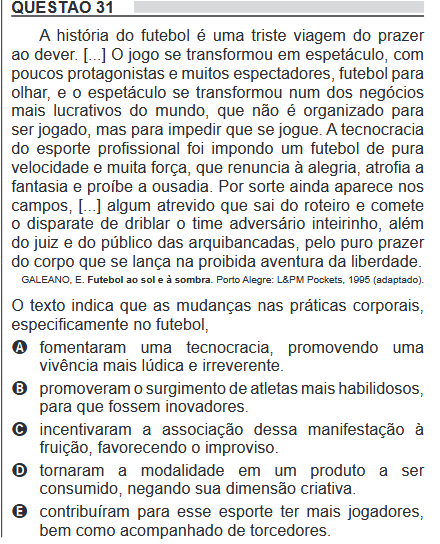 QUESTÃO 31
A história do futebol é uma triste viagem do prazer
ao dever. [...] O jogo se transformou em espetáculo, com
poucos protagonistas e muitos espectadores, futebol para
olhar, e o espetáculo se transformou num dos negócios
mais lucrativos do mundo, que não é organizado para
ser jogado, mas para impedir que se jogue. A tecnocracia
do esporte profissional foi impondo um futebol de pura
velocidade e muita força, que renuncia à alegria, atrofia a
fantasia e proíbe a ousadia. Por sorte ainda aparece nos
campos, [...] algum atrevido que sai do roteiro e comete
o disparate de driblar o time adversário inteirinho, além
do juiz e do público das arquibancadas, pelo puro prazer
do corpo que se lança na proibida aventura da liberdade.
GALEANO, E. Futebol ao sol e à sombra. Porto Alegre: L&PM Pockets, 1995 (adaptado).
O texto indica que as mudanças nas práticas corporais,
especificamente no futebol,
A fomentaram uma tecnocracia, promovendo uma
vivência mais lúdica e irreverente.
B promoveram o surgimento de atletas mais habilidosos,
para que fossem inovadores.
C incentivaram a associação dessa manifestação à
fruição, favorecendo o improviso.
D tornaram a modalidade em um produto a ser
consumido, negando sua dimensão criativa.
E contribuíram para esse esporte ter mais jogadores,
bem como acompanhado de torcedores.